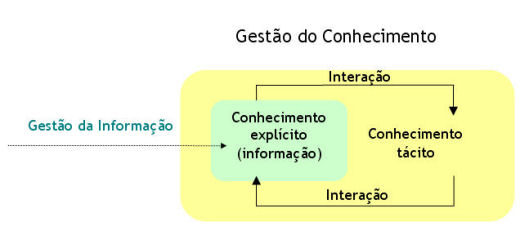 Gestão do Conhecimento
Interação
Gestão da Informação
Conhecimento
explícito
(informação)
Conhecimento
tácito
Interação